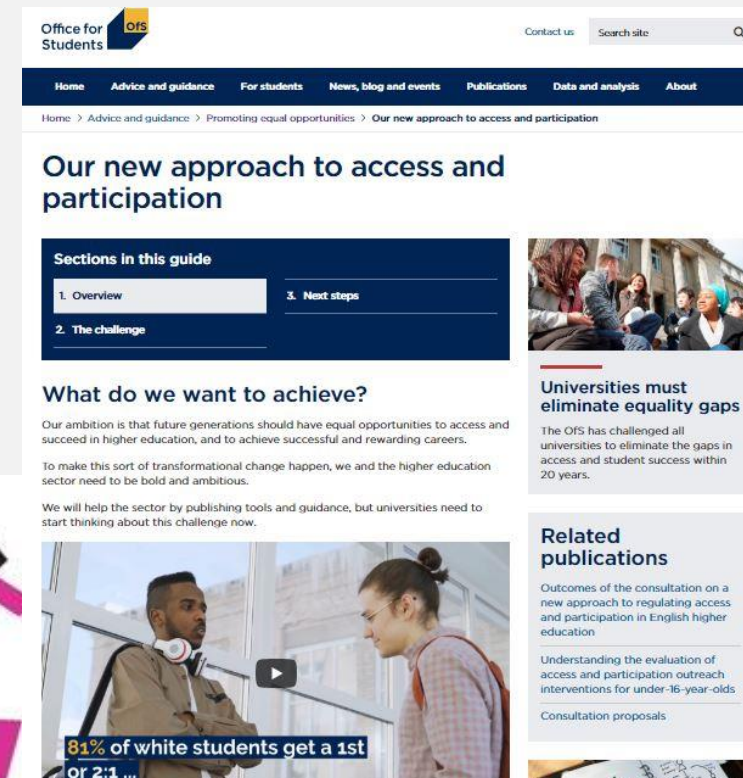 Office for
Students
OfS
Contact us
Search site
Home Advice and guidance For students News, blog and events Publications Data and analysis About
Home > Advice and guidance > Promoting equal opportunities > Our new approach to access and participation
Our new approach to access and
participation
Sections in this guide
1. Overview
3. Next steps
2. The challenge
What do we want to achieve?
Our ambition is that future generations should have equal opportunities to access and
succeed in higher education, and to achieve successful and rewarding careers.
To make this sort of transformational change happen, we and the higher education
sector need to be bold and ambitious.
We will help the sector by publishing tools and guidance, but universities need to
start thinking about this challenge now.
81% of white students get a 1st
or 2:1 ...
Universities must
eliminate equality gaps
The OfS has challenged all
universities to eliminate the gaps in
access and student success within
20 years.
Related
publications
Outcomes of the consultation on a
new approach to regulating access
and participation in English higher
education
Understanding the evaluation of
access and participation outreach
interventions for under-16-year-olds
Consultation proposals